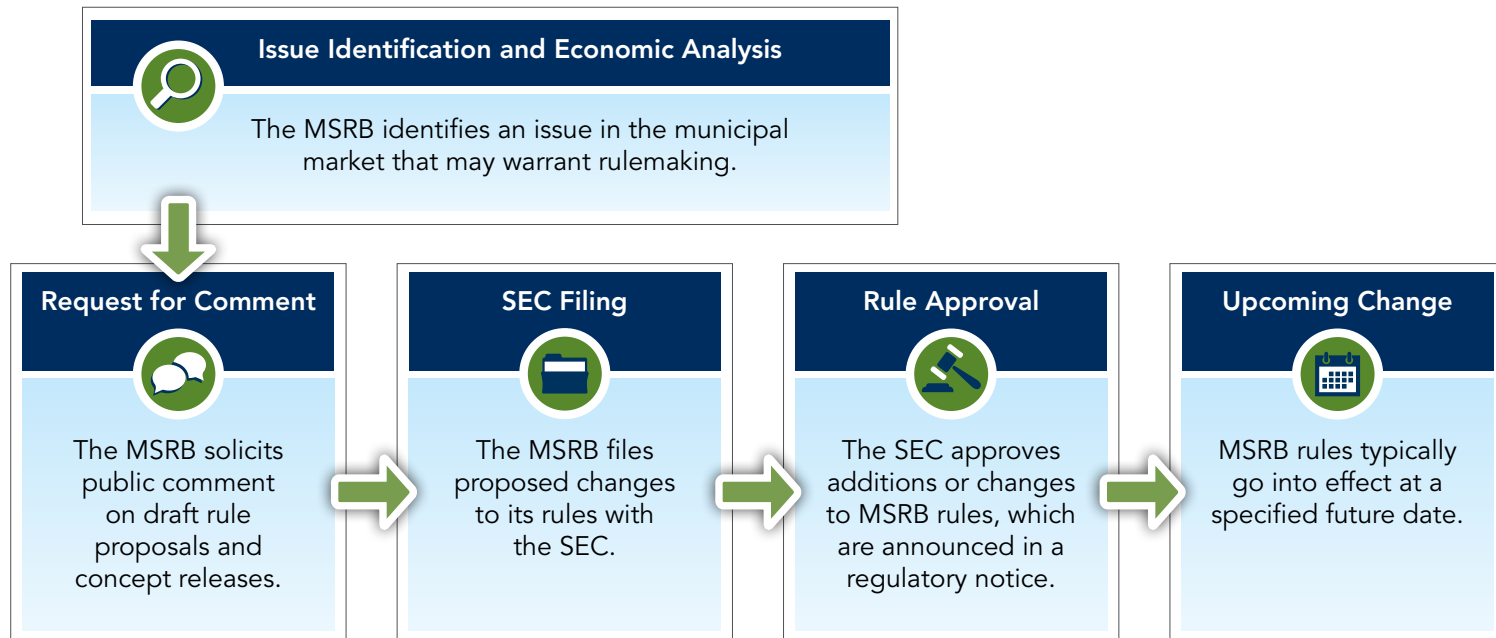 Issue Identification and Economic Analysis
The MSRB identifies an issue in the municipal
market that may warrant rulemaking.
Request for Comment
The MSRB solicits
public comment
on draft rule
proposals and
concept releases.
SEC Filing
The MSRB files
proposed changes
to its rules with
the SEC.
Rule Approval
The SEC approves
additions or changes
to MSRB rules, which
are announced in a
regulatory notice.
Upcoming Change
MSRB rules typically
go into effect at a
specified future date.